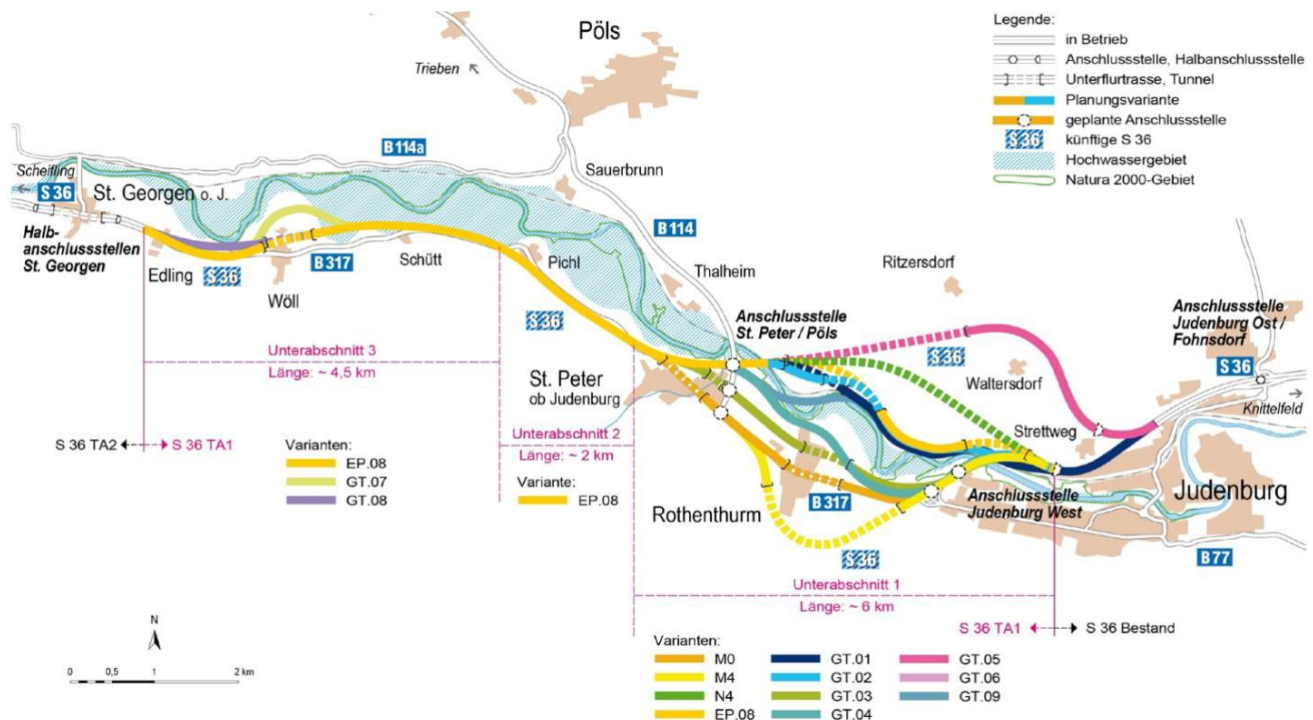 Legende:
in Betrieb
Anschlussstelle, Halbanschlussstelle
Unterflurtrasse, Tunnel
Planungsvariante
geplante Anschlussstelle
S 36 künftige S 36
Hochwassergebiet
Natura 2000-Gebiet
Pöls
Trieben
B 114a
Sauerbrunn
Scheifling
S 36
St. Georgen o. J.
B 114
Halb-
anschlussstellen
St. Georgen
Edling
S 36
B 317
Wöll
Schütt
Pichl
Thalheim
Ritzersdorf
S 36
Anschlussstelle
St. Peter / Pöls
Anschlussstelle
Judenburg Ost /
Fohnsdorf
S 36
S 36
Waltersdorf
Knittelfeld
Unterabschnitt 3
Länge: ~ 4,5 km
St. Peter
ob Judenburg
Strettweg
S 36 TA2
S 36 TA1
Unterabschnitt 2
Länge: ~ 2 km
Varianten:
EP.08
GT.07
GT.08
Variante:
EP.08
Rothenthurm
B 317
Anschlussstelle
Judenburg West
Judenburg
S 36
B 77
Unterabschnitt 1
Länge: ~ 6 km
S 36 TA1
S 36 Bestand
N
0 0,5 1 2 km
Varianten:
M0
M4
N4
EP.08
GT.01
GT.02
GT.03
GT.04
GT.05
GT.06
GT.09